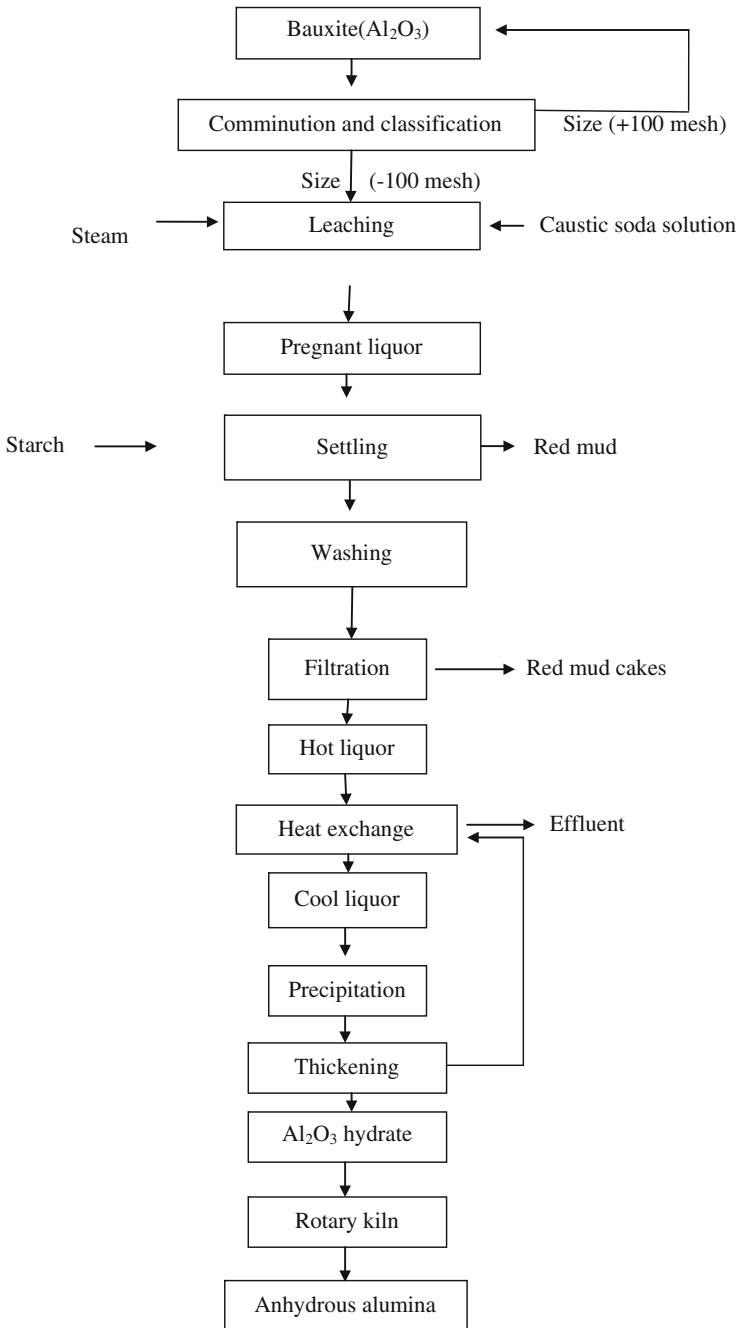 Bauxite(Al₂O₃)
Comminution and classification
Size (+100 mesh)
Size (-100 mesh)
Steam
Leaching
Caustic soda solution
Pregnant liquor
Starch
Settling
Red mud
Washing
Filtration
Red mud cakes
Hot liquor
Heat exchange
Effluent
Cool liquor
Precipitation
Thickening
Al₂O₃ hydrate
Rotary kiln
Anhydrous alumina